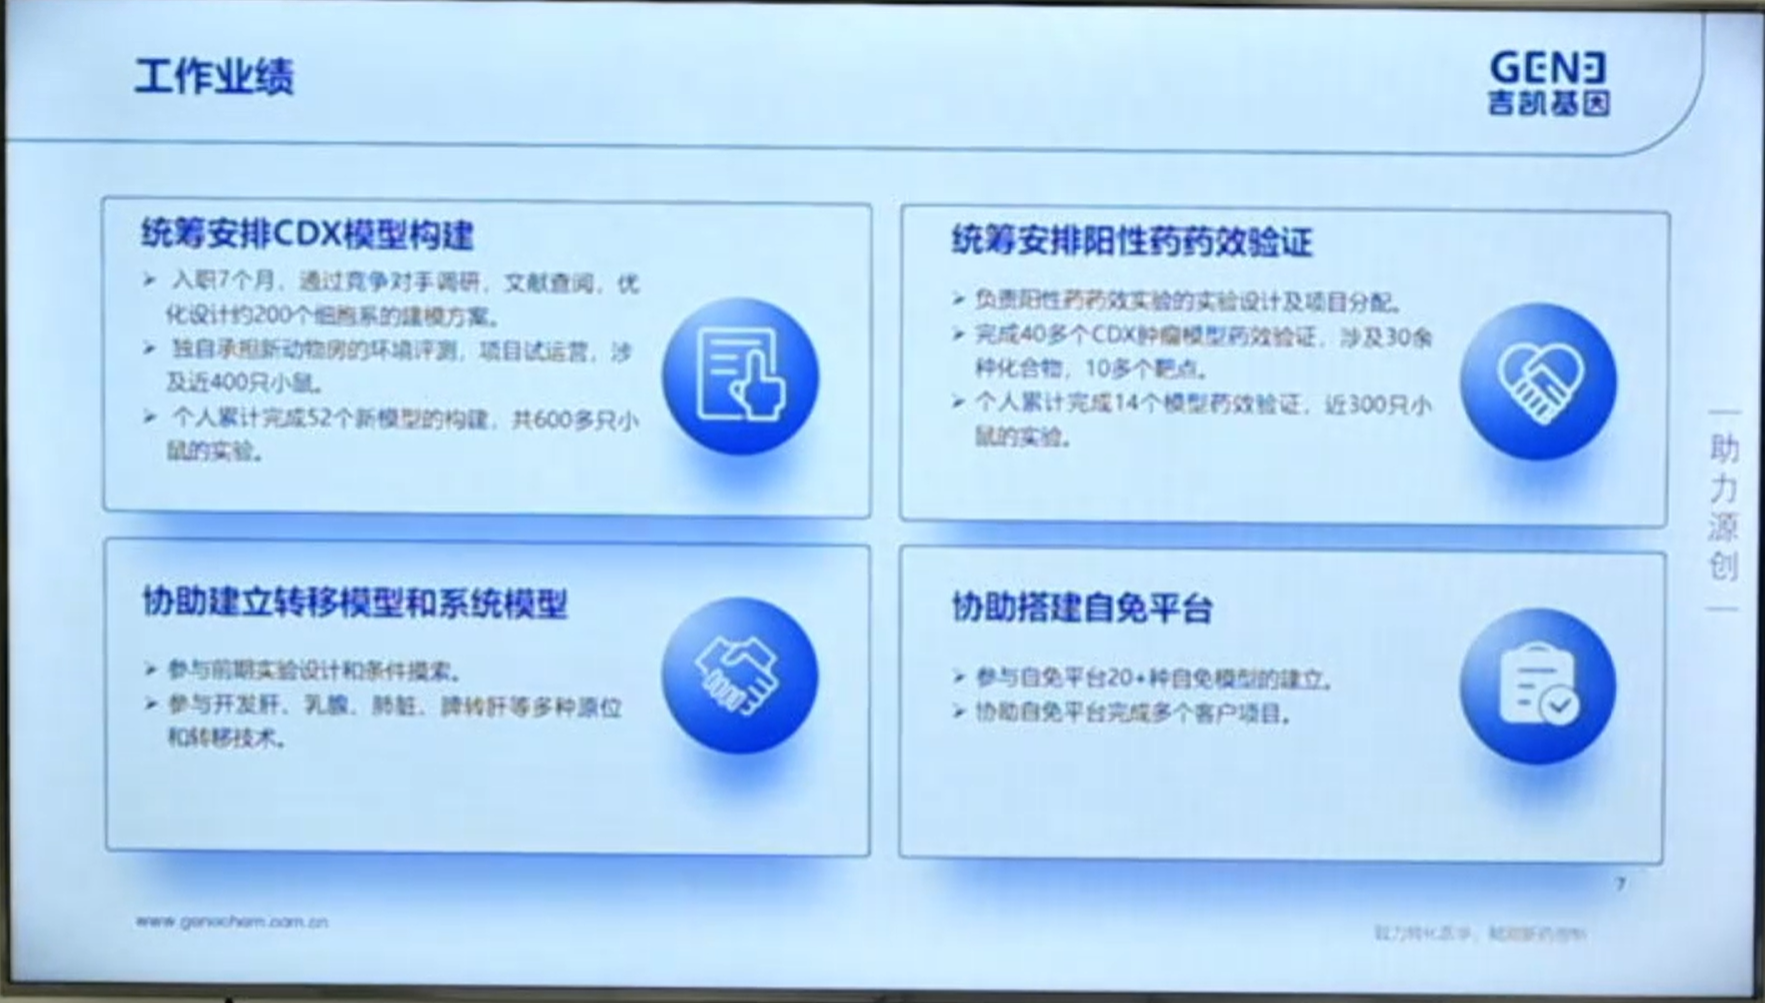 工作业绩
GENE
吉凯基因
统筹安排CDX模型构建
➢ 入职7个月，通过竞争对手调研，文献查阅，优
化设计约200个细胞系的建模方案。
➢ 独自承担新动物房的环境评测，项目试运营，涉
及近400只小鼠。
➢ 个人累计完成52个新模型的构建，共600多只小
鼠的实验。
统筹安排阳性药药效验证
➢ 负责阳性药药效实验的实验设计及项目分配。
➢ 完成40多个CDX肿瘤模型药效验证，涉及30余
种化合物，10多个靶点。
➢ 个人累计完成14个模型药效验证，近300只小
鼠的实验。
协助建立转移模型和系统模型
➢ 参与前期实验设计和条件摸索。
➢ 参与开发肝、乳腺、肺脏、脾转肝等多种原位
和转移技术。
协助搭建自免平台
➢ 参与自免平台20+种自免模型的建立。
➢ 协助自免平台完成多个客户项目。
助力源创
7
www.genechem.com.cn